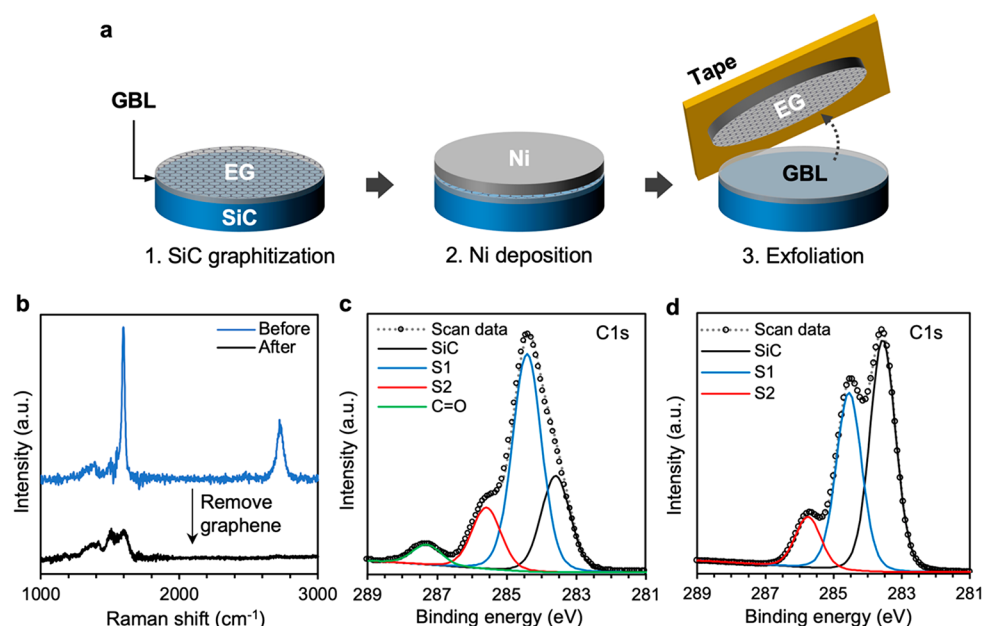 a
GBL
EG
SiC
1. SiC graphitization
Ni
2. Ni deposition
Tape
EG
GBL
3. Exfoliation
b
Before
After
Remove
graphene
Intensity (a.u.)
1000 2000 3000
Raman shift (cm⁻¹)
c
Scan data
SiC
S1
S2
C=O
C1s
Intensity (a.u.)
289 287 285 283 281
Binding energy (eV)
d
Scan data
SiC
S1
S2
C1s
Intensity (a.u.)
289 287 285 283 281
Binding energy (eV)